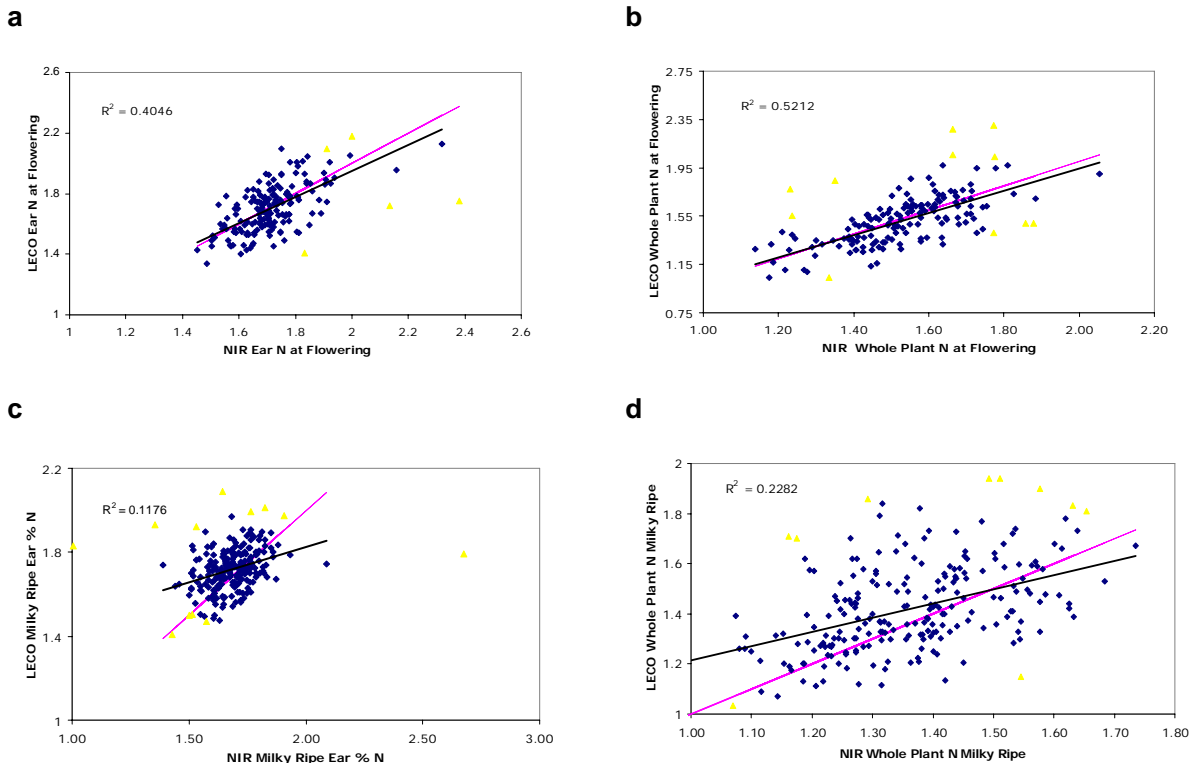 a
2.6
2.2
1.8
1.4
1
LECO Ear N at Flowering
R² = 0.4046
1 1.2 1.4 1.6 1.8 2 2.2 2.4 2.6
NIR Ear N at Flowering
b
2.75
2.35
1.95
1.55
1.15
0.75
LECO Whole Plant N at Flowering
R² = 0.5212
1.00 1.20 1.40 1.60 1.80 2.00 2.20
NIR Whole Plant N at Flowering
c
2.2
1.8
1.4
1
LECO Milky Ripe Ear % N
R² = 0.1176
1.00 1.50 2.00 2.50 3.00
NIR Milky Ripe Ear % N
d
2
1.8
1.6
1.4
1.2
1
LECO Whole Plant N Milky Ripe
R² = 0.2282
1.00 1.20 1.30 1.40 1.50 1.60 1.70 1.80
NIR Whole Plant N Milky Ripe